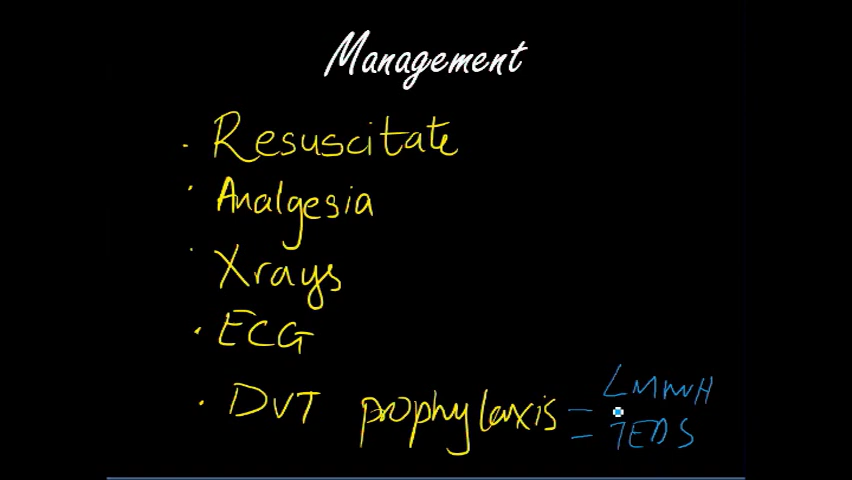 Management
· Resuscitate
· Analgesia
· Xrays
· ECG
· DVT prophylaxis - LMWH
= TEDS